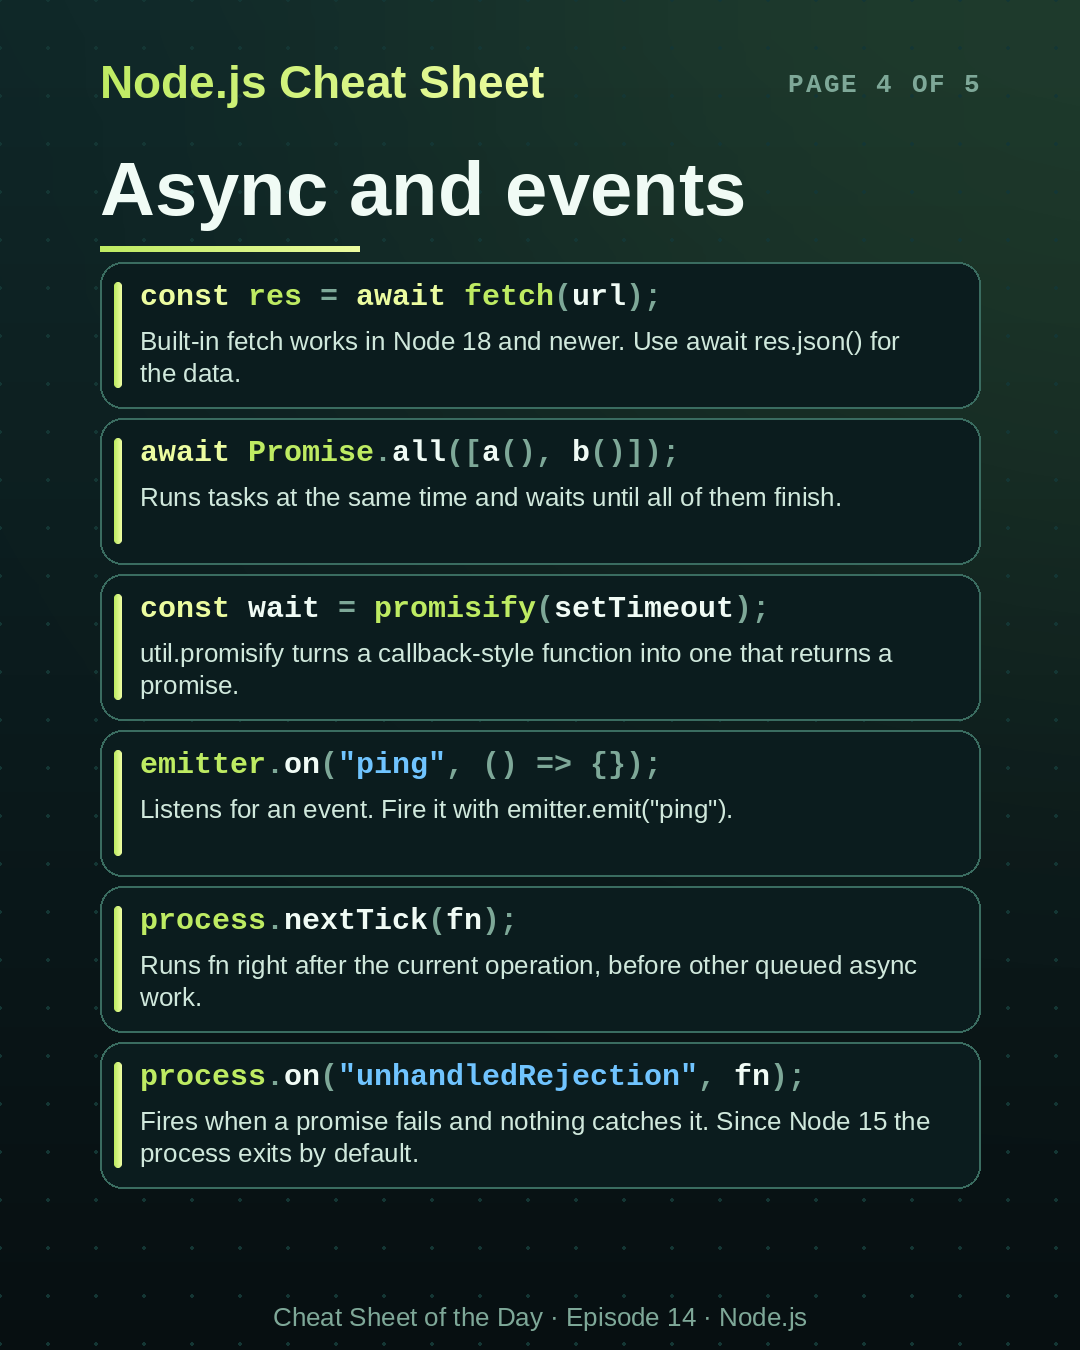 Node.js Cheat Sheet
PAGE 4 OF 5
Async and events
const res = await fetch(url);
Built-in fetch works in Node 18 and newer. Use await res.json() for
the data.
await Promise.all([a(), b()]);
Runs tasks at the same time and waits until all of them finish.
const wait = promisify(setTimeout);
util.promisify turns a callback-style function into one that returns a
promise.
emitter.on("ping", () => {});
Listens for an event. Fire it with emitter.emit("ping").
process.nextTick(fn);
Runs fn right after the current operation, before other queued async
work.
process.on("unhandledRejection", fn);
Fires when a promise fails and nothing catches it. Since Node 15 the
process exits by default.
Cheat Sheet of the Day · Episode 14 · Node.js